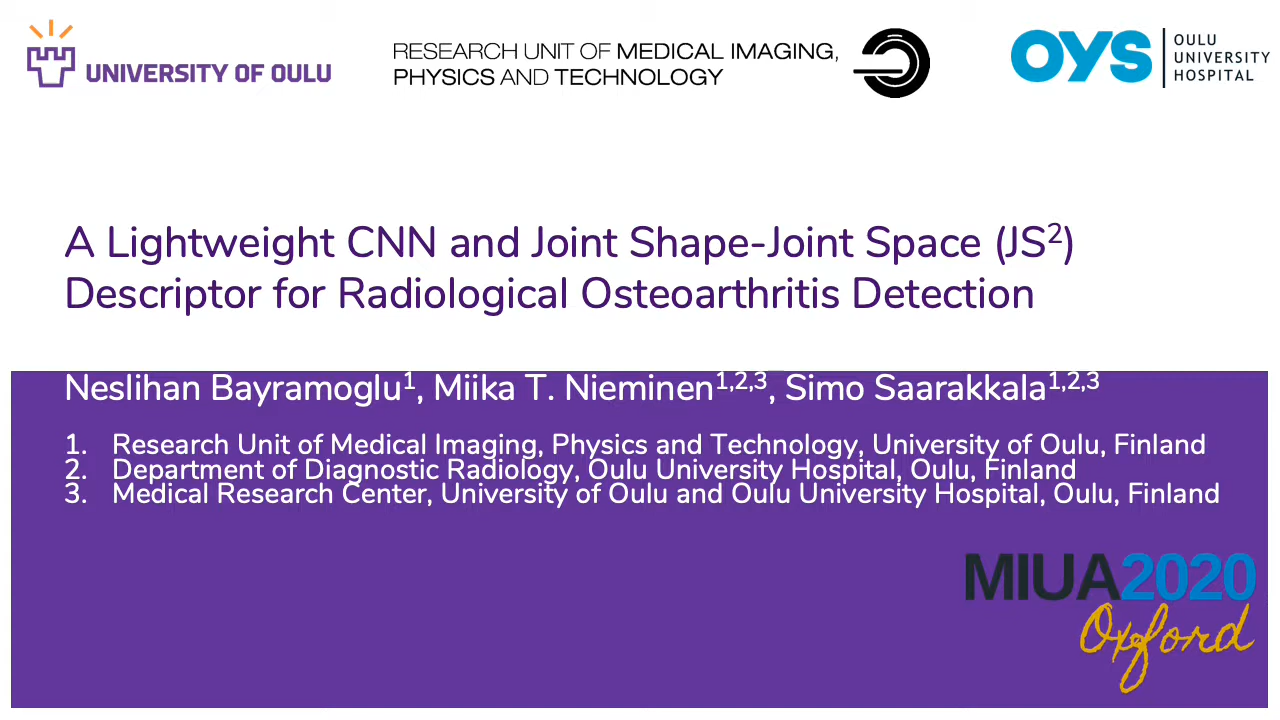 UNIVERSITY OF OULU
RESEARCH UNIT OF MEDICAL IMAGING,
PHYSICS AND TECHNOLOGY
OYS
OULU
UNIVERSITY
HOSPITAL
A Lightweight CNN and Joint Shape-Joint Space (JS²)
Descriptor for Radiological Osteoarthritis Detection
Neslihan Bayramoglu¹, Miika T. Nieminen¹,²,³, Simo Saarakkala¹,²,³
1. Research Unit of Medical Imaging, Physics and Technology, University of Oulu, Finland
2. Department of Diagnostic Radiology, Oulu University Hospital, Oulu, Finland
3. Medical Research Center, University of Oulu and Oulu University Hospital, Oulu, Finland
MIUA2020
Oxford